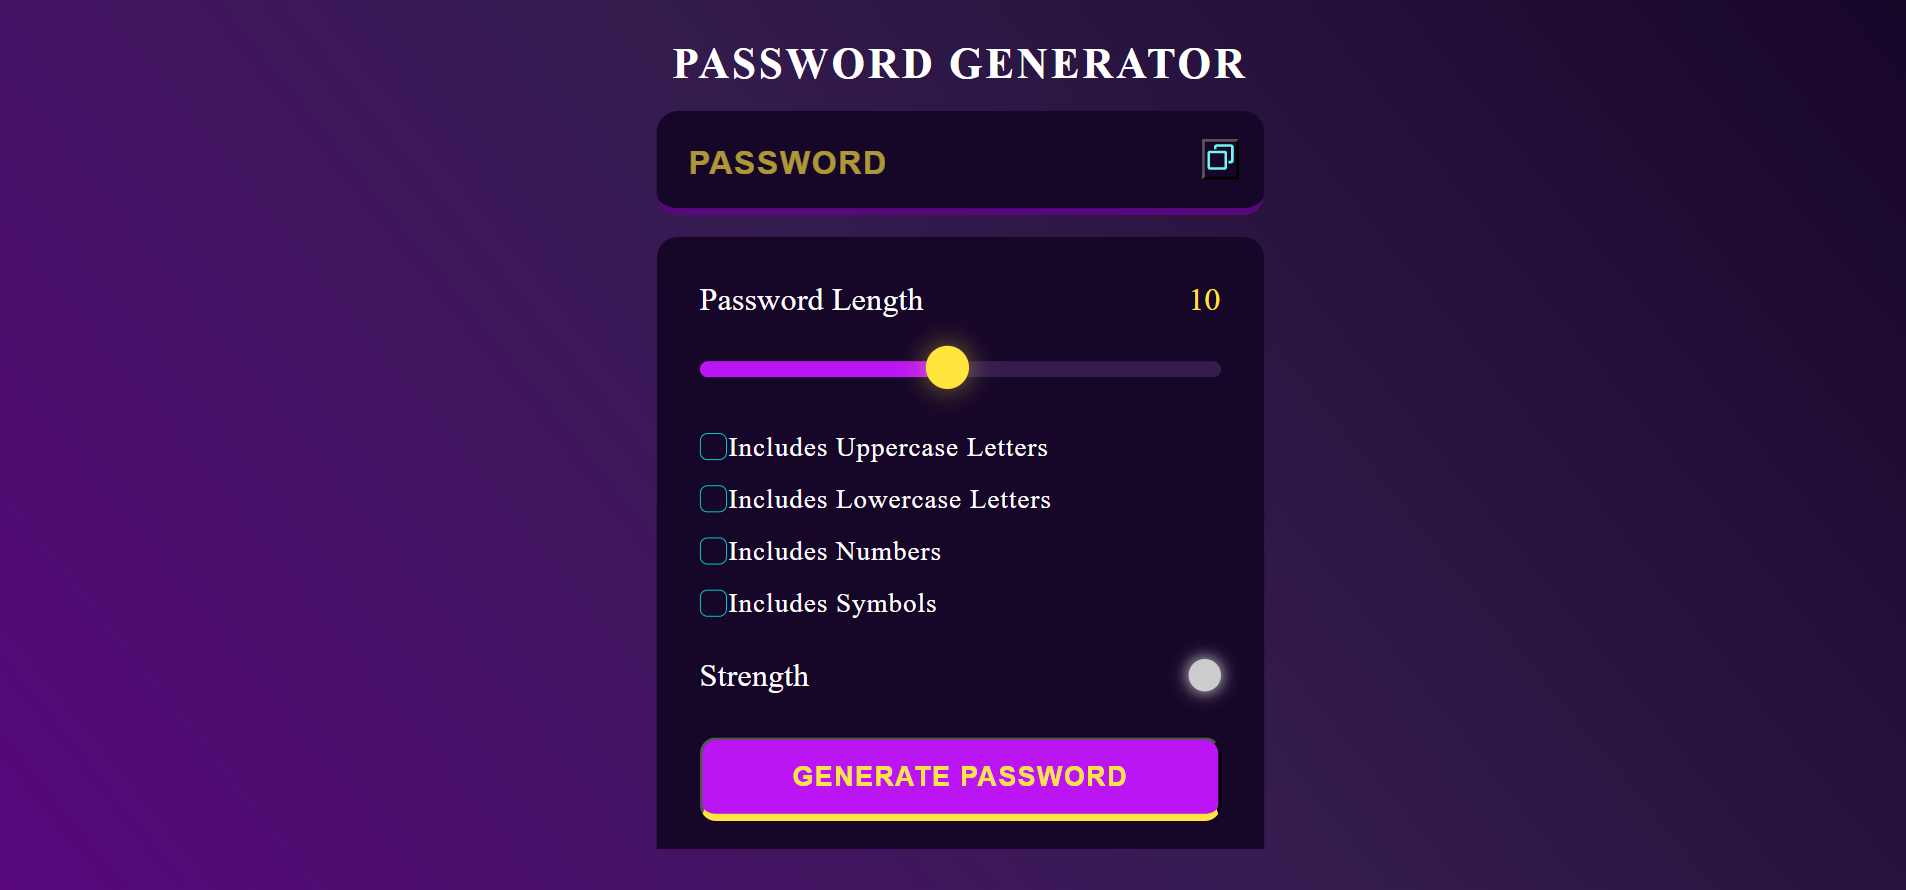 PASSWORD GENERATOR
PASSWORD
Password Length 10
Includes Uppercase Letters
Includes Lowercase Letters
Includes Numbers
Includes Symbols
Strength
GENERATE PASSWORD